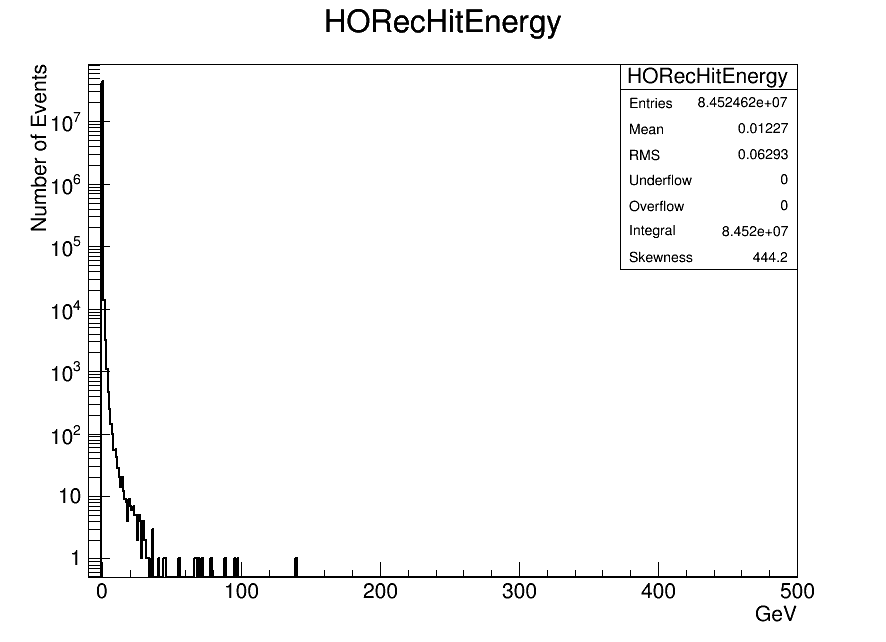 HORecHitEnergy
Number of Events
10^7
10^6
10^5
10^4
10^3
10^2
10
1
HORecHitEnergy
Entries 8.452462e+07
Mean 0.01227
RMS 0.06293
Underflow 0
Overflow 0
Integral 8.452e+07
Skewness 444.2
0 100 200 300 400 500
GeV